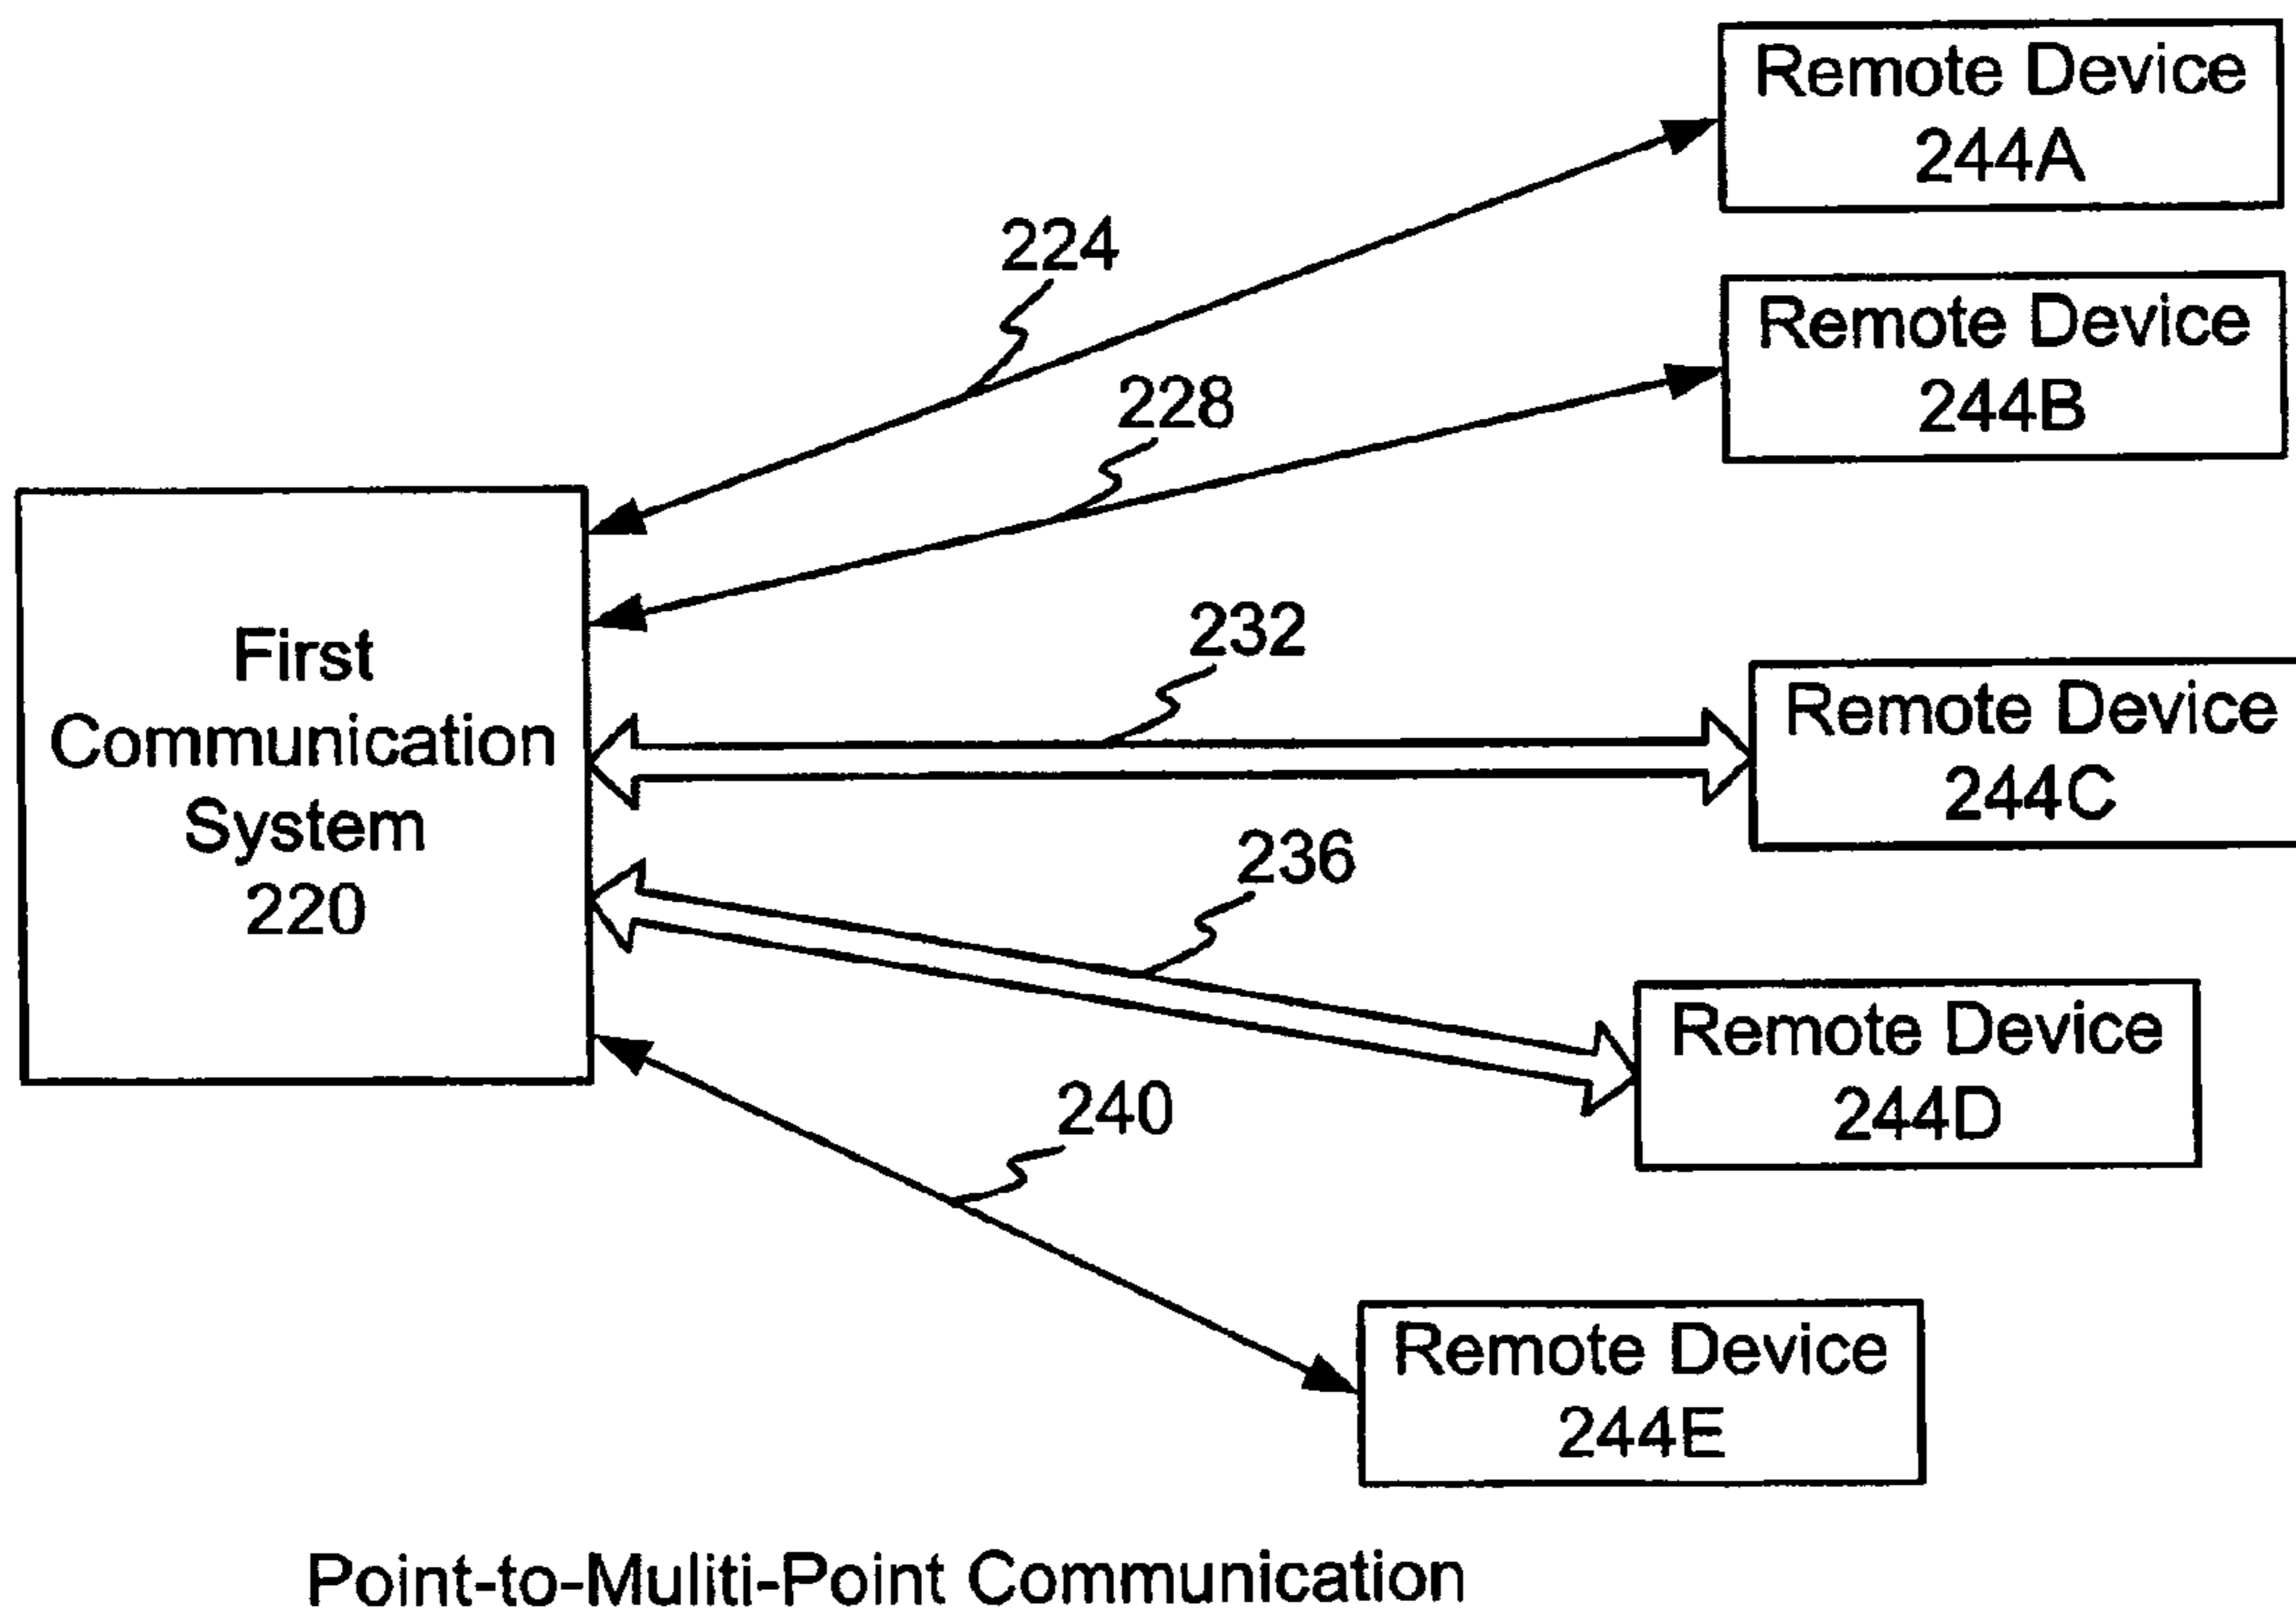 Remote Device
244A
224
Remote Device
244B
228
First
Communication
System
220
232
Remote Device
244C
236
Remote Device
244D
240
Remote Device
244E
Point-to-Muliti-Point Communication